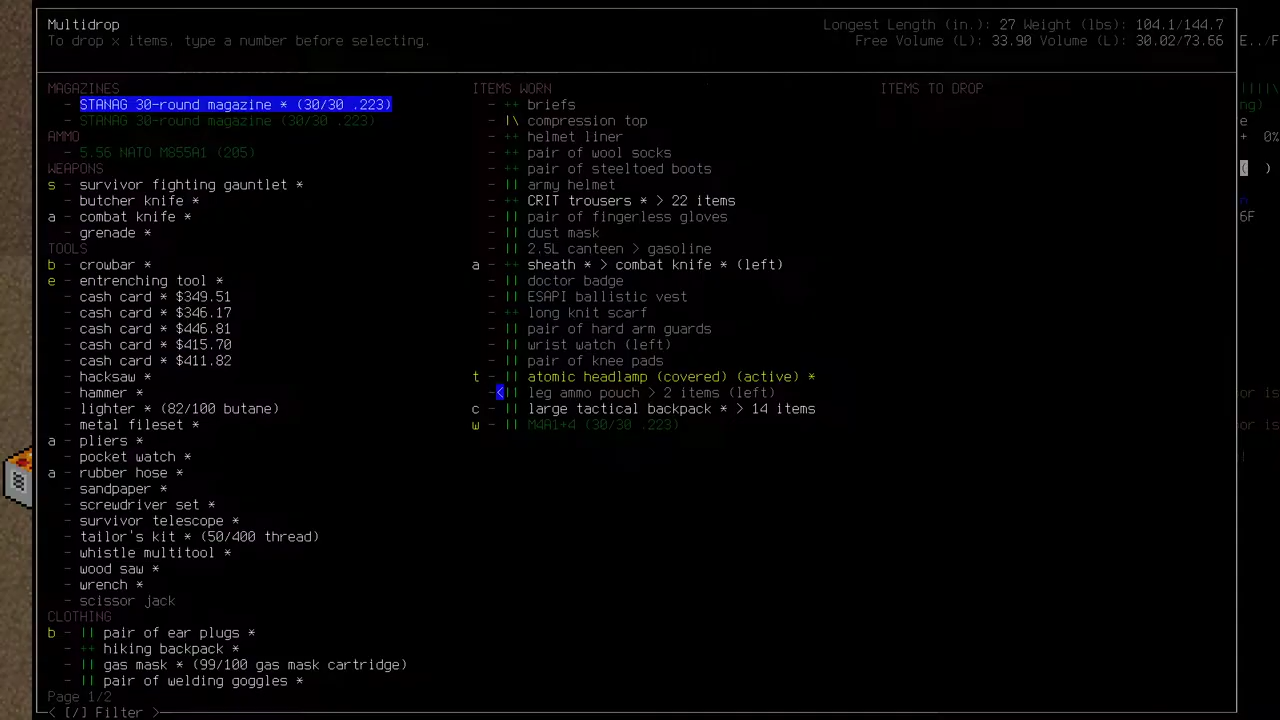 Multidrop
To drop x items, type a number before selecting.
Longest Length (in.): 27 Weight (lbs): 104.1/144.7
Free Volume (L): 33.90 Volume (L): 30.02/73.66
E../F
MAGAZINES
- STANAG 30-round magazine * (30/30 .223)
- STANAG 30-round magazine (30/30 .223)
AMMO
- 5.56 NATO M855A1 (205)
WEAPONS
s - survivor fighting gauntlet *
- butcher knife *
a - combat knife *
- grenade *
TOOLS
b - crowbar *
e - entrenching tool *
- cash card * $349.51
- cash card * $346.17
- cash card * $446.81
- cash card * $415.70
- cash card * $411.82
- hacksaw *
- hammer *
- lighter * (82/100 butane)
- metal fileset *
a - pliers *
- pocket watch *
a - rubber hose *
- sandpaper *
- screwdriver set *
- survivor telescope *
- tailor's kit * (50/400 thread)
- whistle multitool *
- wood saw *
- wrench *
- scissor jack
CLOTHING
b - || pair of ear plugs *
- ++ hiking backpack *
- || gas mask * (99/100 gas mask cartridge)
- || pair of welding goggles *
Page 1/2
< [/] Filter >
ITEMS WORN
- ++ briefs
- |\ compression top
- ++ helmet liner
- ++ pair of wool socks
- ++ pair of steeltoed boots
- || army helmet
- ++ CRIT trousers * > 22 items
- || pair of fingerless gloves
- || dust mask
- || 2.5L canteen > gasoline
a - ++ sheath * > combat knife * (left)
- || doctor badge
- || ESAPI ballistic vest
- ++ long knit scarf
- || pair of hard arm guards
- || wrist watch (left)
- || pair of knee pads
t - || atomic headlamp (covered) (active) *
-<|| leg ammo pouch > 2 items (left)
c - || large tactical backpack * > 14 items
w - || M4A1+4 (30/30 .223)
ITEMS TO DROP
ng)
e
+ 0%
( )
6F
or is
or is